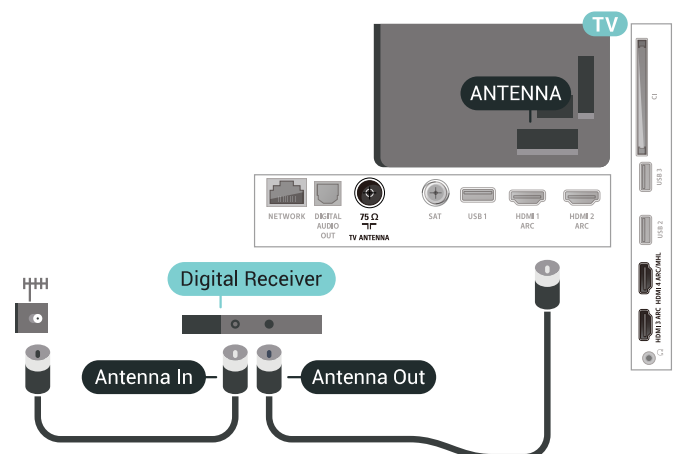 TV
ANTENNA
CI
USB 3
USB 2
HDMI 4 ARC/MHL
HDMI 3 ARC
NETWORK
DIGITAL
AUDIO
OUT
75 Ω
TV ANTENNA
SAT
USB 1
HDMI 1
ARC
HDMI 2
ARC
Digital Receiver
Antenna In
Antenna Out